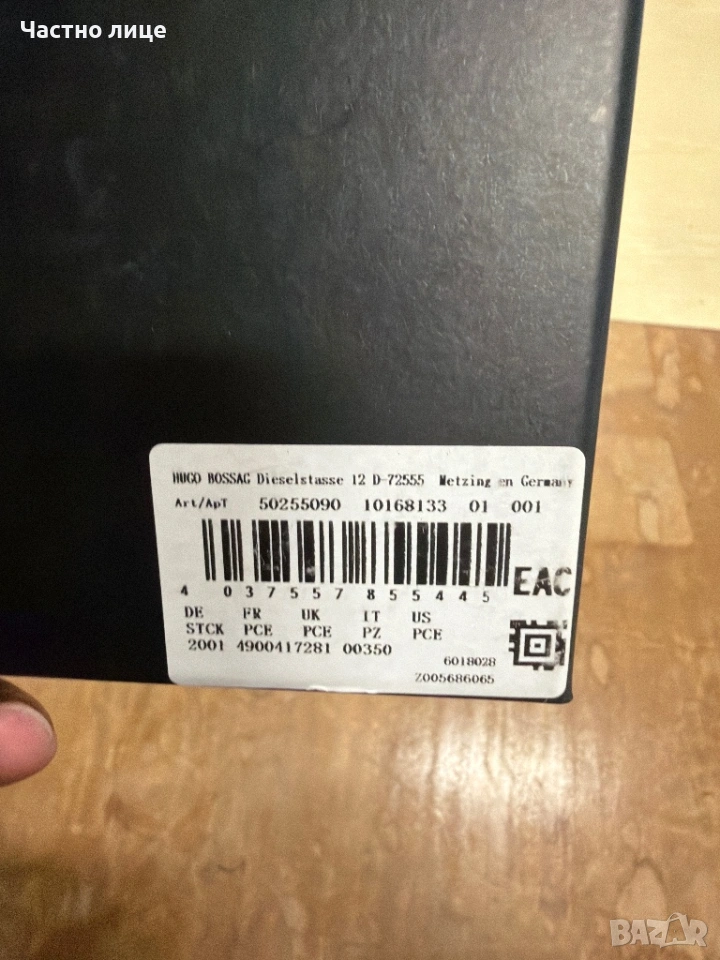 Частно лице
HUGO BOSSAG Dieselstasse 12 D-72555 Metzing en Germany
Art/ApT 50255090 10168133 01 001
4 037557 855445
EAC
DE FR UK IT US
STCK PCE PCE PZ PCE
2001 4900417281 00350
6018028
Z005686065
BAZAR